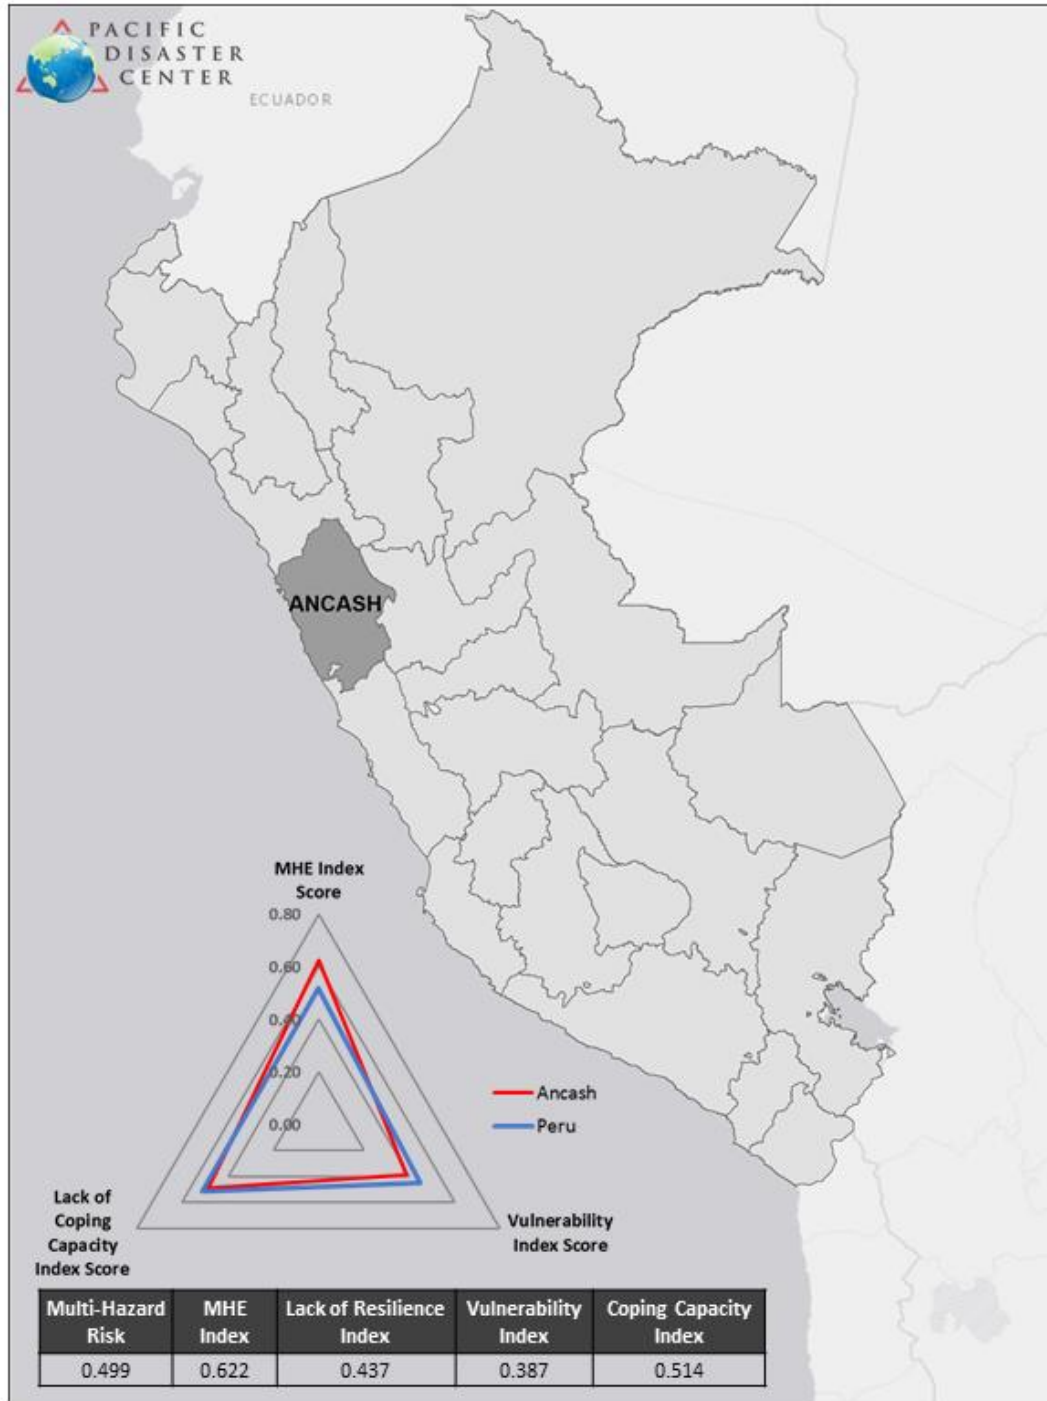 PACIFIC
DISASTER
CENTER
ECUADOR
ANCASH
MHE Index
Score
0.80
0.60
0.40
0.20
0.00
Ancash
Peru
Lack of
Coping
Capacity
Index Score
Vulnerability
Index Score
Multi-Hazard Risk MHE Index Lack of Resilience Index Vulnerability Index Coping Capacity Index
0.499 0.622 0.437 0.387 0.514